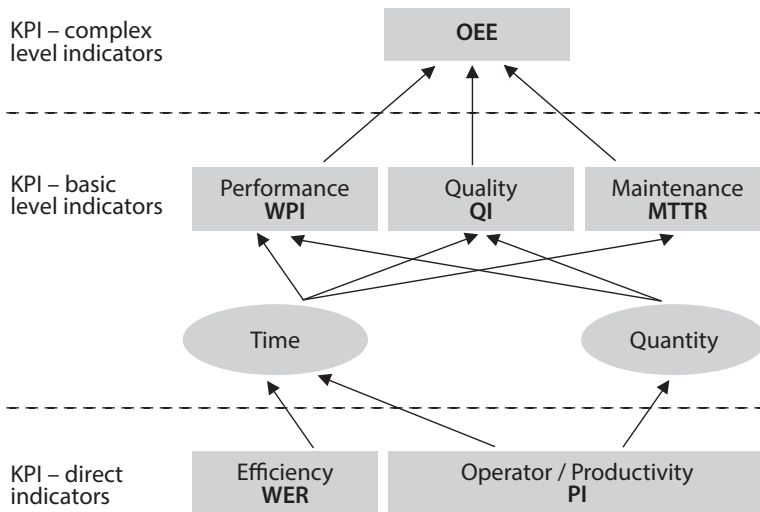 KPI – complex
level indicators
OEE
KPI – basic
level indicators
Performance
WPI
Quality
QI
Maintenance
MTTR
Time
Quantity
KPI – direct
indicators
Efficiency
WER
Operator / Productivity
PI